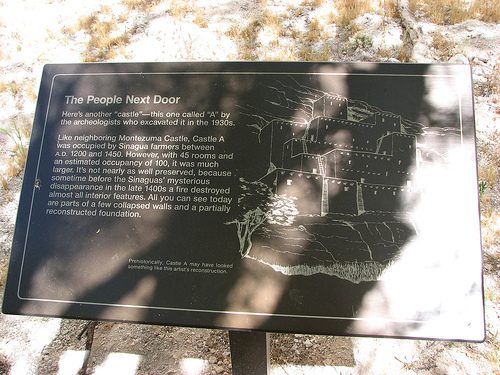 The People Next Door
Here's another "castle"—this one called "A" by
the archeologists who excavated it in the 1930s.
Like neighboring Montezuma Castle, Castle A
was occupied by Sinagua farmers between
A.D. 1200 and 1450. However, with 45 rooms and
an estimated occupancy of 100, it was much
larger. It's not nearly as well preserved, because
sometime before the Sinaguas' mysterious
disappearance in the late 1400s a fire destroyed
almost all interior features. All you can see today
are parts of a few collapsed walls and a partially
reconstructed foundation.
Prehistorically, Castle A may have looked
something like this artist's reconstruction.